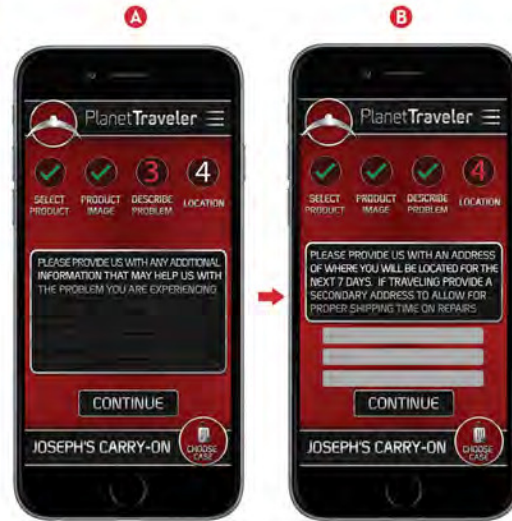 A
PlanetTraveler
3
4
SELECT PRODUCT
PRODUCT IMAGE
DESCRIBE PROBLEM
LOCATION
PLEASE PROVIDE US WITH ANY ADDITIONAL
INFORMATION THAT MAY HELP US WITH
THE PROBLEM YOU ARE EXPERIENCING
CONTINUE
JOSEPH'S CARRY-ON
CHOOSE CASE
B
PlanetTraveler
4
SELECT PRODUCT
PRODUCT IMAGE
DESCRIBE PROBLEM
LOCATION
PLEASE PROVIDE US WITH AN ADDRESS
OF WHERE YOU WILL BE LOCATED FOR THE
NEXT 7 DAYS. IF TRAVELING PROVIDE A
SECONDARY ADDRESS TO ALLOW FOR
PROPER SHIPPING TIME ON REPAIRS
CONTINUE
JOSEPH'S CARRY-ON
CHOOSE CASE